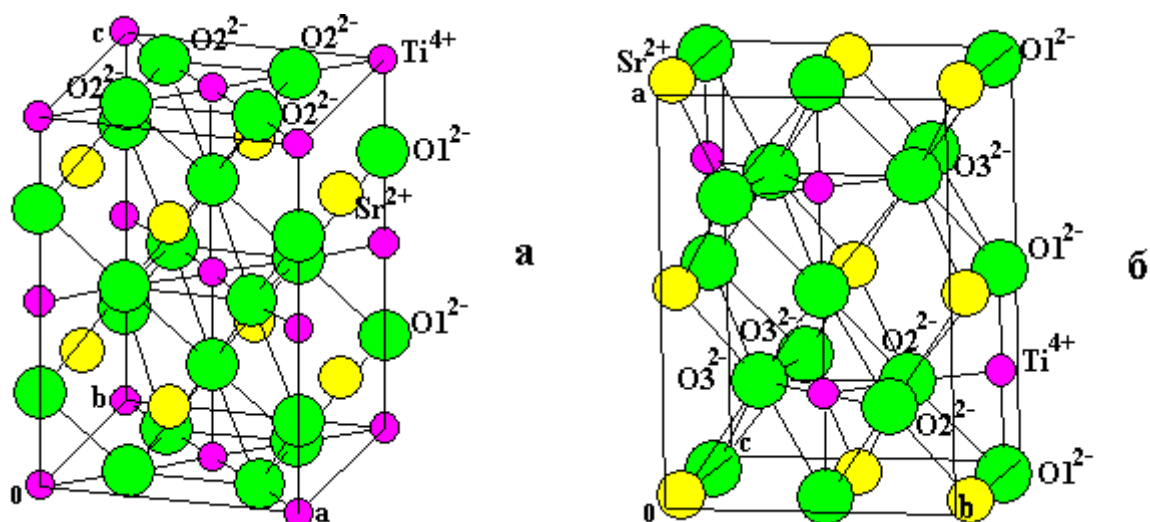 c
O2²⁻
O2²⁻
Ti⁴⁺
O2²⁻
O2²⁻
O1²⁻
Sr²⁺
O1²⁻
b
0
a
а
Sr²⁺
O1²⁻
a
O3²⁻
O1²⁻
O3²⁻
O2²⁻
O3²⁻
Ti⁴⁺
O2²⁻
c
O1²⁻
0
b
б